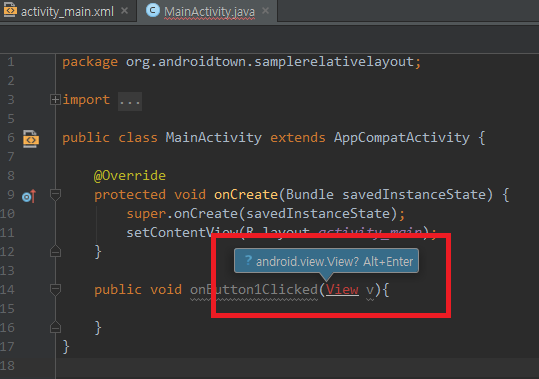 activity_main.xml × MainActivity.java ×
1 package org.androidtown.samplerelativelayout;
2
3 import ...
5
6 public class MainActivity extends AppCompatActivity {
7
8 @Override
9 protected void onCreate(Bundle savedInstanceState) {
10 super.onCreate(savedInstanceState);
11 setContentView(R.layout.activity_main);
12 }
13 ? android.view.View? Alt+Enter
14 public void onButton1Clicked(View v){
15
16 }
17 }
18